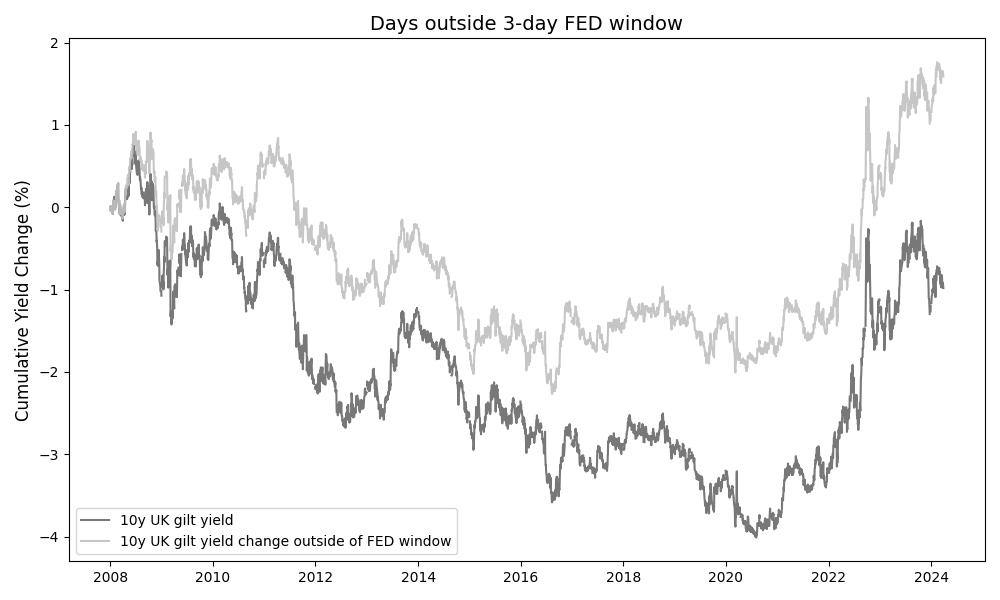 Days outside 3-day FED window
Cumulative Yield Change (%)
2
1
0
−1
−2
−3
−4
10y UK gilt yield
10y UK gilt yield change outside of FED window
2008 2010 2012 2014 2016 2018 2020 2022 2024